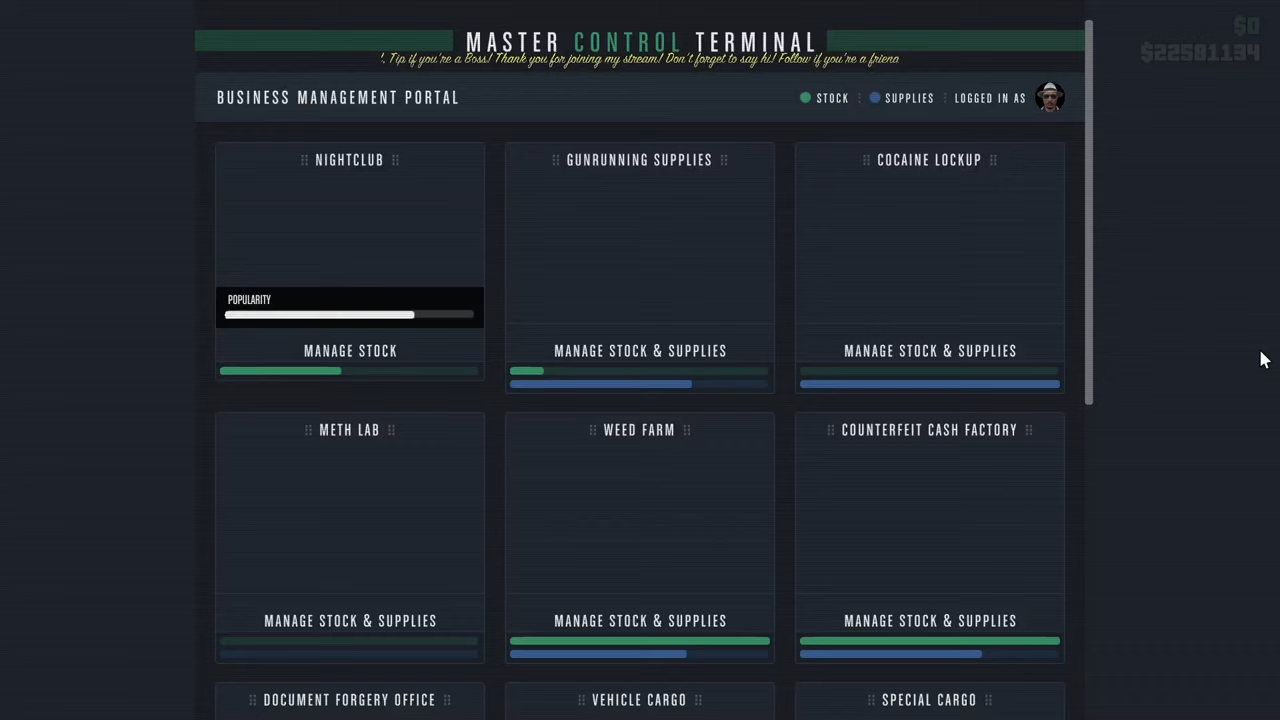 $0
$22581134
MASTER CONTROL TERMINAL
', Tip if you're a Boss! Thank you for joining my stream! Don't forget to say hi! Follow if you're a friend
BUSINESS MANAGEMENT PORTAL
STOCK
SUPPLIES
LOGGED IN AS
NIGHTCLUB
GUNRUNNING SUPPLIES
COCAINE LOCKUP
POPULARITY
MANAGE STOCK
MANAGE STOCK & SUPPLIES
MANAGE STOCK & SUPPLIES
METH LAB
WEED FARM
COUNTERFEIT CASH FACTORY
MANAGE STOCK & SUPPLIES
MANAGE STOCK & SUPPLIES
MANAGE STOCK & SUPPLIES
DOCUMENT FORGERY OFFICE
VEHICLE CARGO
SPECIAL CARGO